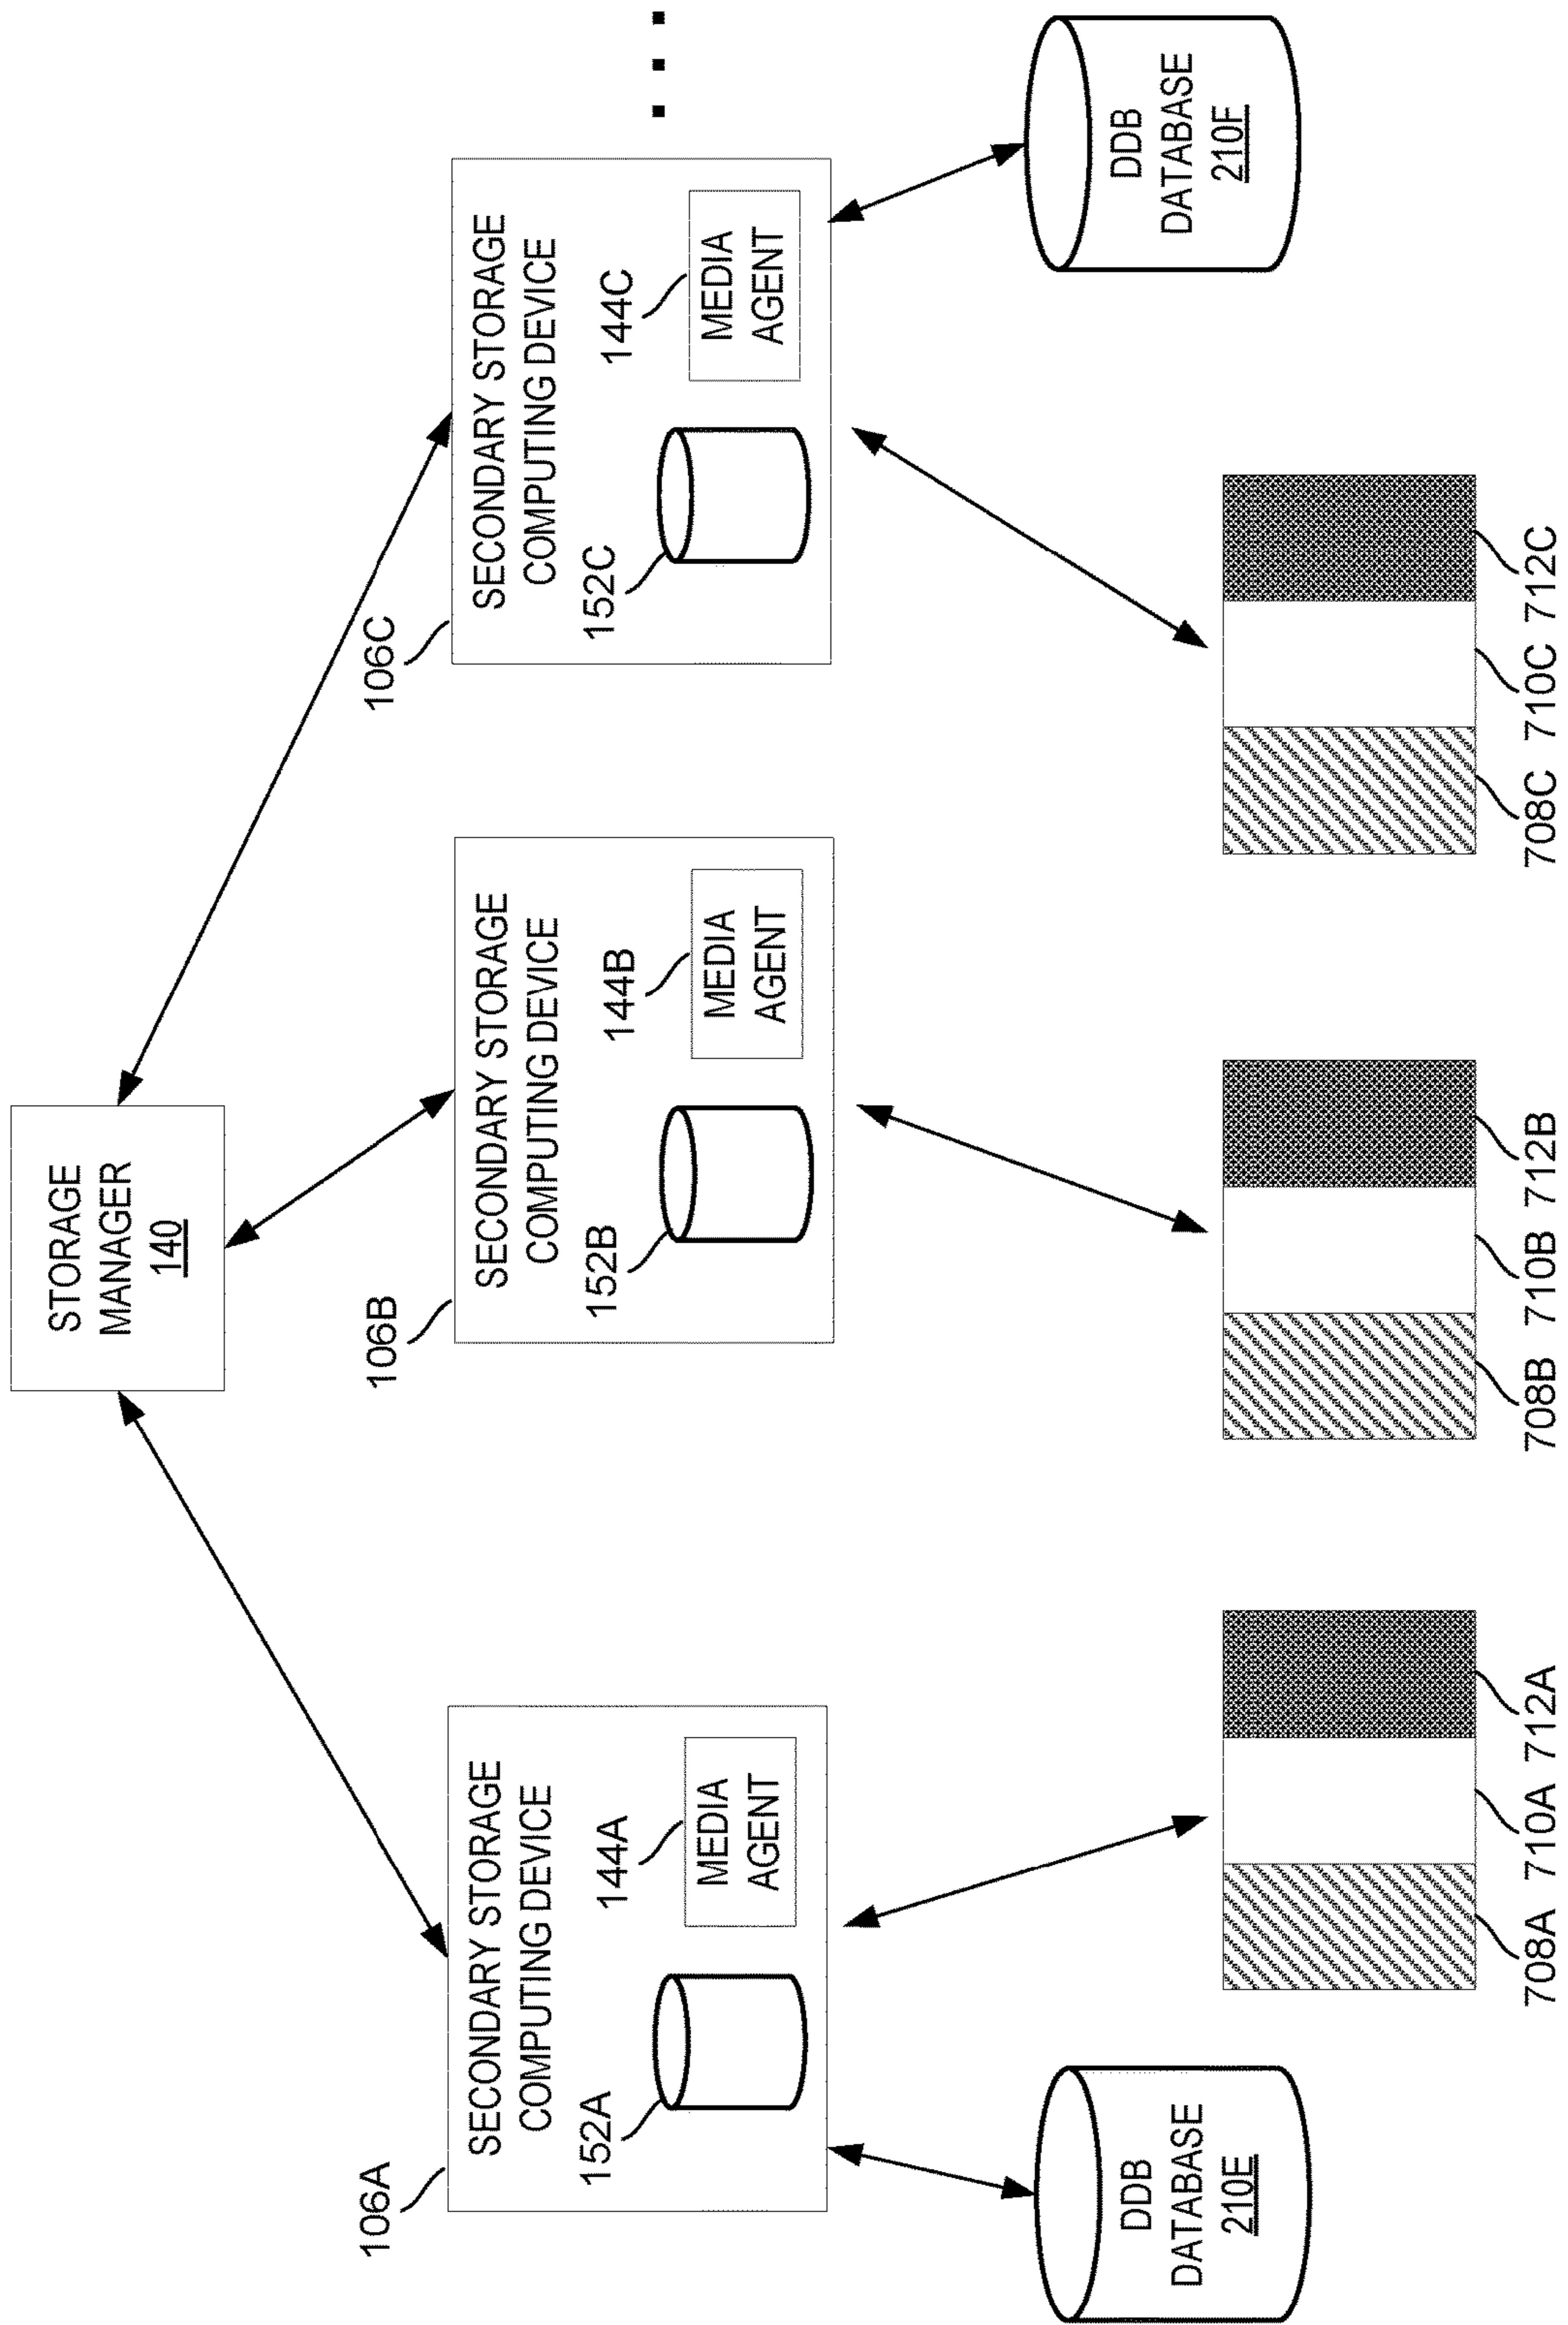 STORAGE
MANAGER
140
106A
SECONDARY STORAGE
COMPUTING DEVICE
152A
144A
MEDIA
AGENT
106B
SECONDARY STORAGE
COMPUTING DEVICE
152B
144B
MEDIA
AGENT
106C
SECONDARY STORAGE
COMPUTING DEVICE
152C
144C
MEDIA
AGENT
DDB
DATABASE
210E
DDB
DATABASE
210F
708A
710A
712A
708B
710B
712B
708C
710C
712C